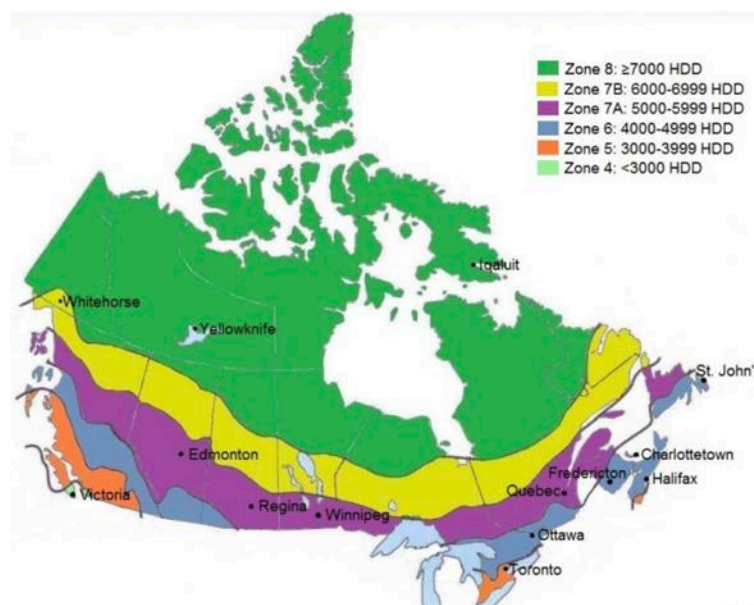 Zone 8: ≥7000 HDD
Zone 7B: 6000-6999 HDD
Zone 7A: 5000-5999 HDD
Zone 6: 4000-4999 HDD
Zone 5: 3000-3999 HDD
Zone 4: <3000 HDD
Iqaluit
Whitehorse
Yellowknife
St. John'
Edmonton
Charlottetown
Fredericton
Halifax
Victoria
Regina
Quebec
Winnipeg
Ottawa
Toronto